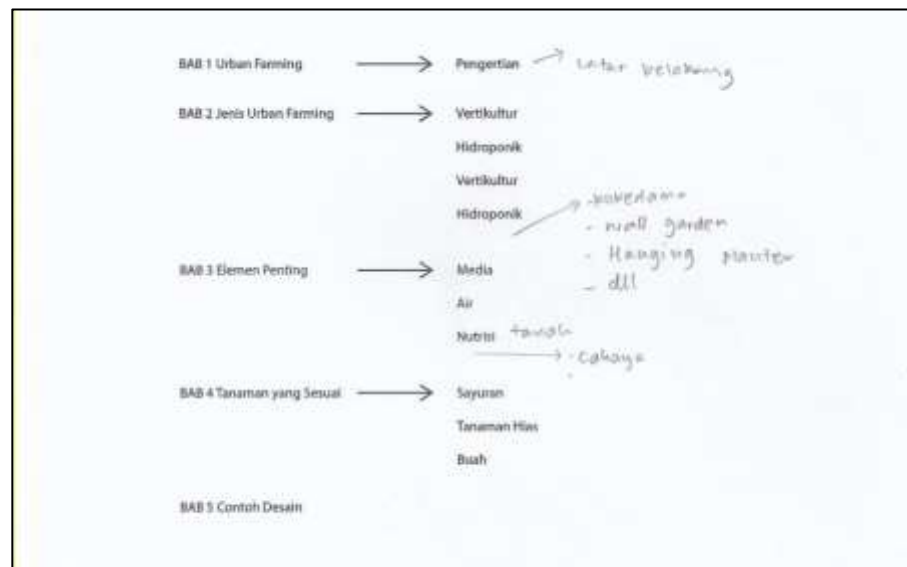 BAB 1 Urban Farming → Pengertian → Latar belakang
BAB 2 Jenis Urban Farming → Vertikultur
Hidroponik
Vertikultur
Hidroponik
- kokedama
- wall garden
- Hanging planter
- dll
BAB 3 Elemen Penting → Media
Air
Nutrisi tanah
→ • cahaya
BAB 4 Tanaman yang Sesuai → Sayuran
Tanaman Hias
Buah
BAB 5 Contoh Desain